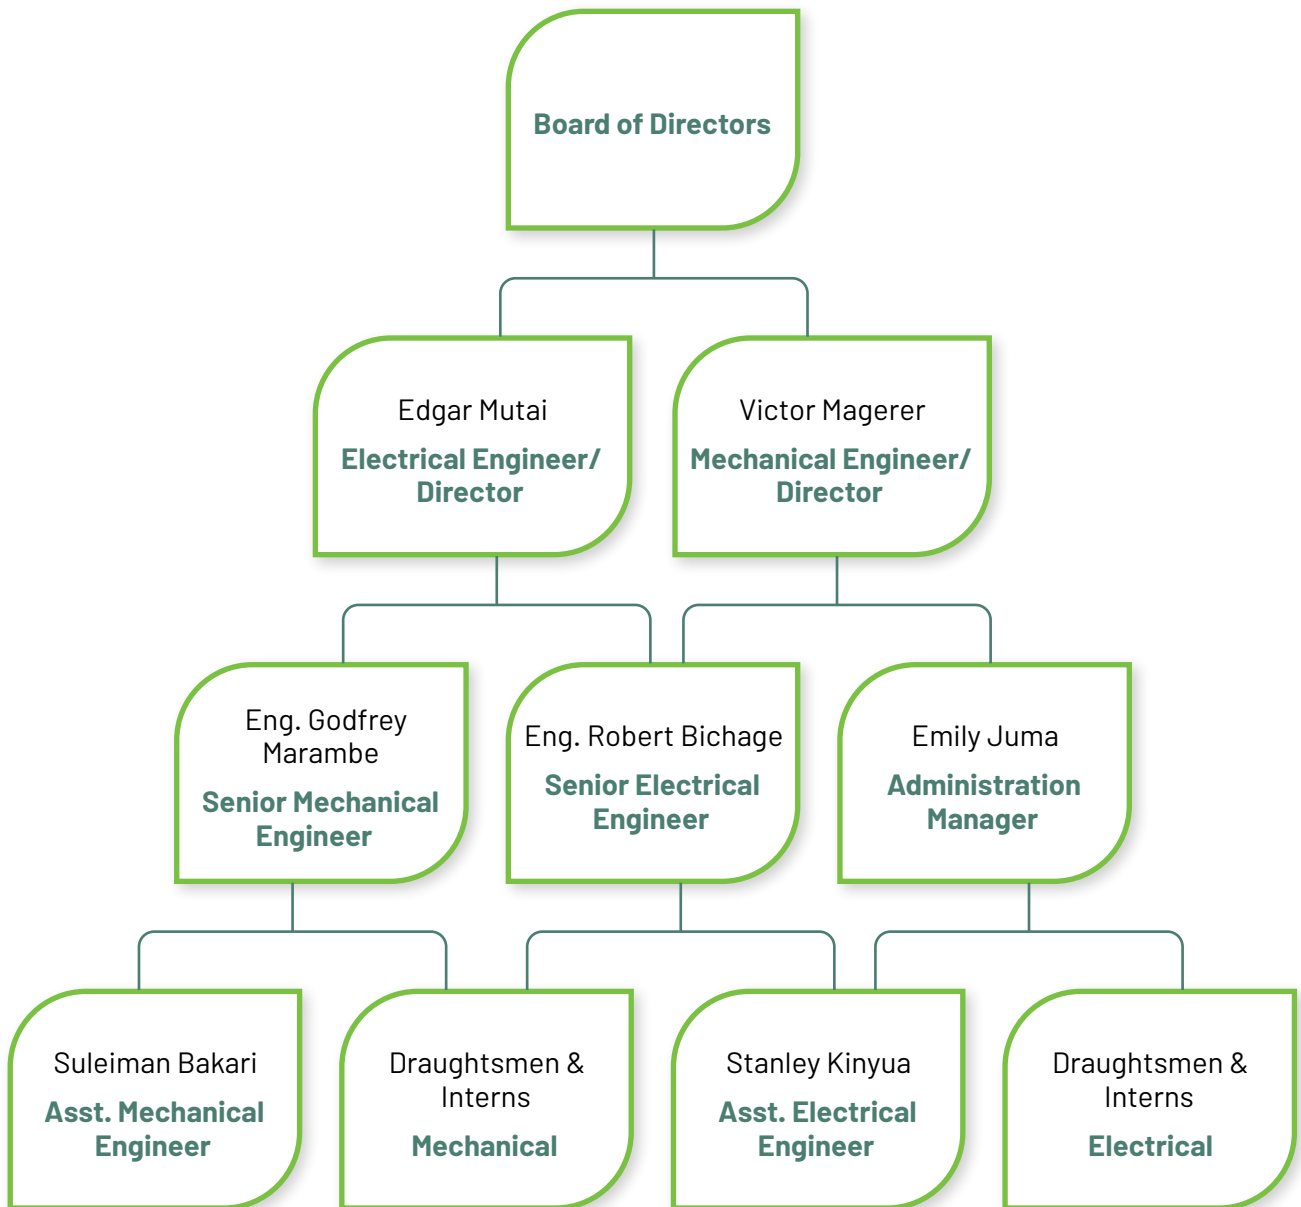 Board of Directors
Edgar Mutai
Electrical Engineer/
Director
Victor Magerer
Mechanical Engineer/
Director
Eng. Godfrey
Marambe
Senior Mechanical
Engineer
Eng. Robert Bichage
Senior Electrical
Engineer
Emily Juma
Administration
Manager
Suleiman Bakari
Asst. Mechanical
Engineer
Draughtsmen &
Interns
Mechanical
Stanley Kinyua
Asst. Electrical
Engineer
Draughtsmen &
Interns
Electrical